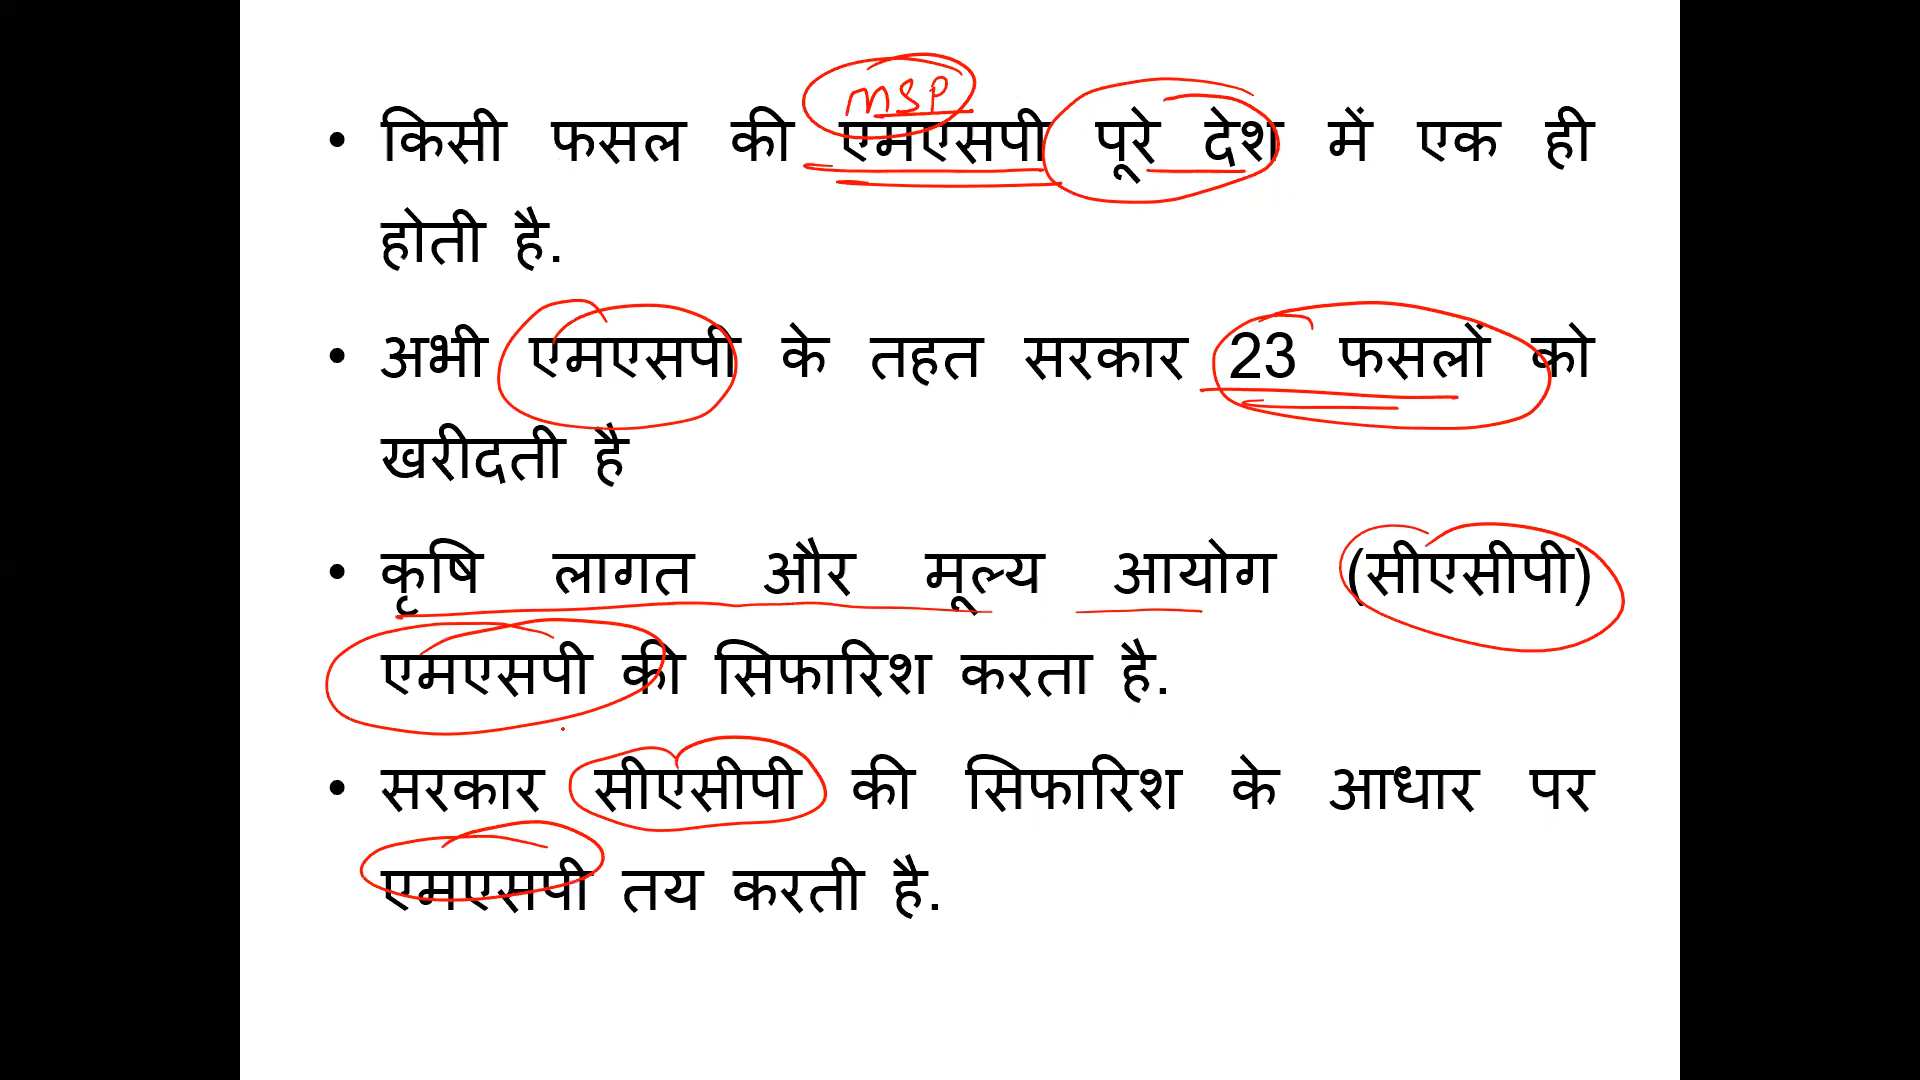 MSP
• किसी फसल की एमएसपी पूरे देश में एक ही
होती है.
• अभी एमएसपी के तहत सरकार 23 फसलों को
खरीदती है
• कृषि लागत और मूल्य आयोग (सीएसीपी)
एमएसपी की सिफारिश करता है.
• सरकार सीएसीपी की सिफारिश के आधार पर
एमएसपी तय करती है.